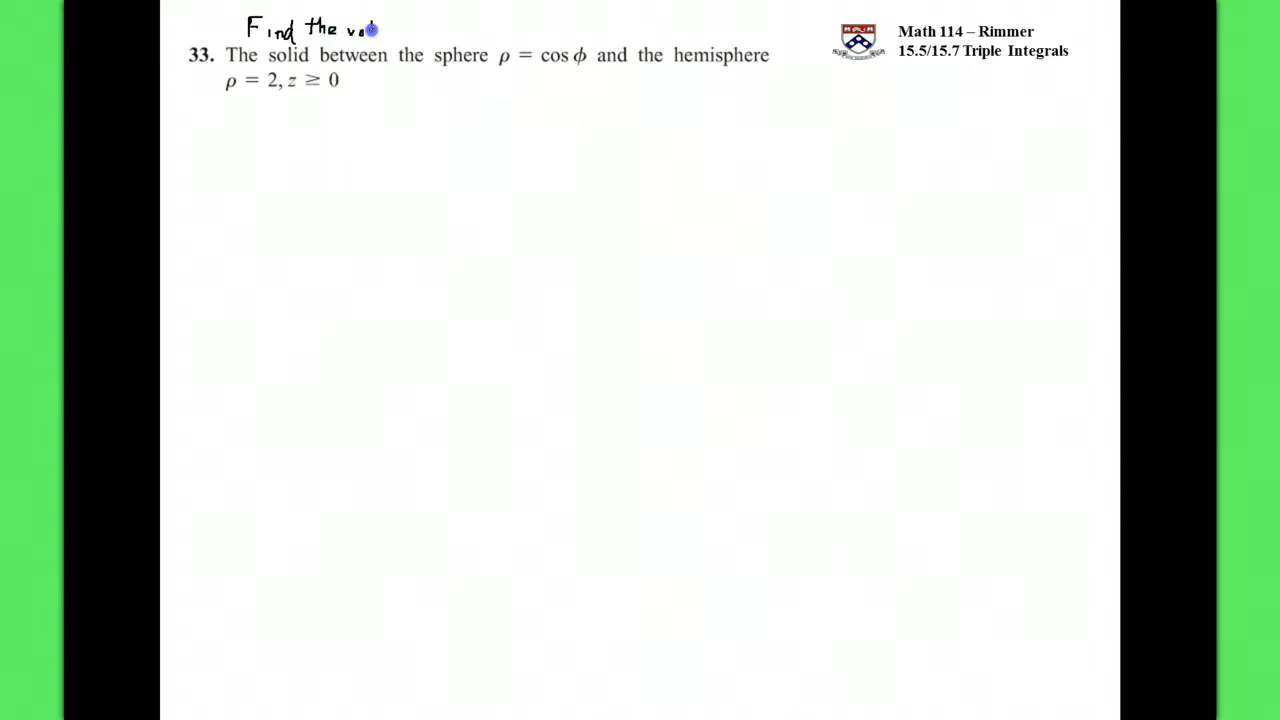 Find the
33. The solid between the sphere ρ = cos ϕ and the hemisphere
ρ = 2, z ≥ 0
Math 114 – Rimmer
15.5/15.7 Triple Integrals